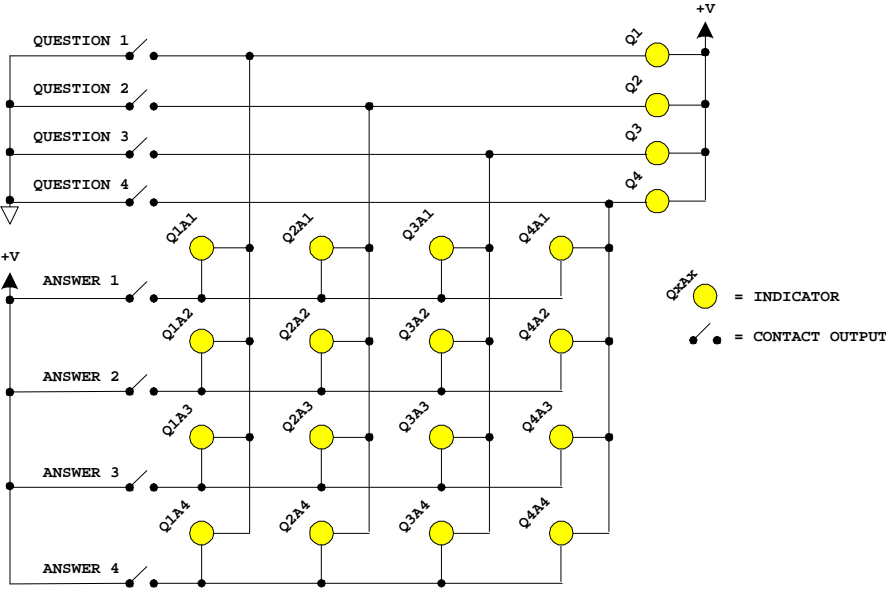 +V
QUESTION 1
Q1
QUESTION 2
Q2
QUESTION 3
Q3
QUESTION 4
Q4
Q1A1
Q2A1
Q3A1
Q4A1
+V
ANSWER 1
QxAx
= INDICATOR
Q1A2
Q2A2
Q3A2
Q4A2
= CONTACT OUTPUT
ANSWER 2
Q1A3
Q2A3
Q3A3
Q4A3
ANSWER 3
Q1A4
Q2A4
Q3A4
Q4A4
ANSWER 4